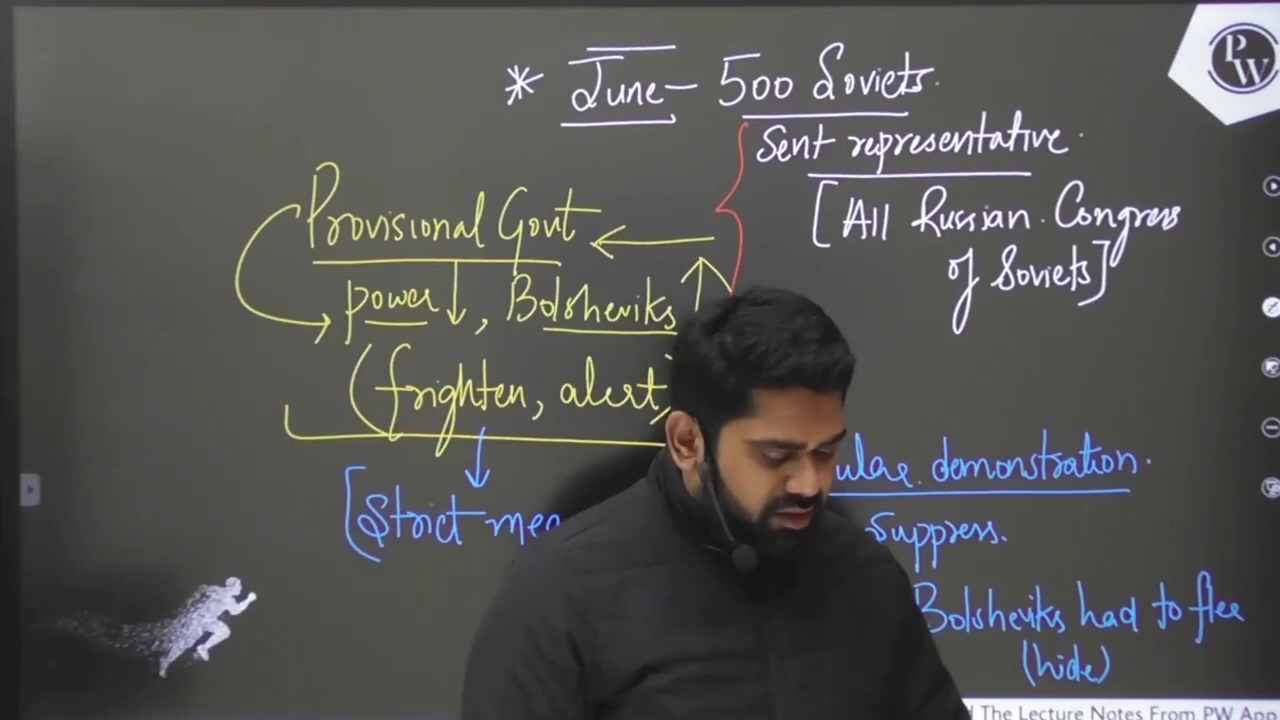 * June - 500 Soviets.
Sent representative.
[All Russian Congress
of Soviets]
Provisional Govt
power ↓, Bolsheviks ↑
(frighten, alert,
[Strict
demonstration.
Suppress.
Bolsheviks had to flee
(hide)
PW
The Lecture Notes From PW App